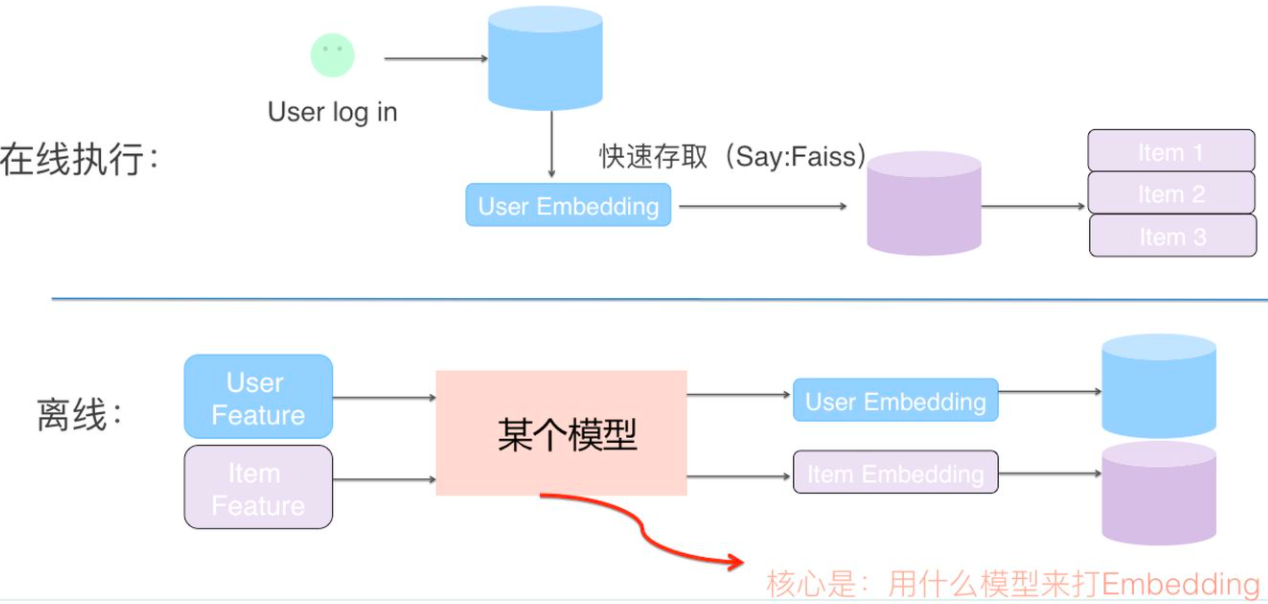 User log in
在线执行：
快速存取（Say:Faiss）
User Embedding
Item 1
Item 2
Item 3
离线：
User
Feature
Item
Feature
某个模型
User Embedding
Item Embedding
核心是：用什么模型来打Embedding